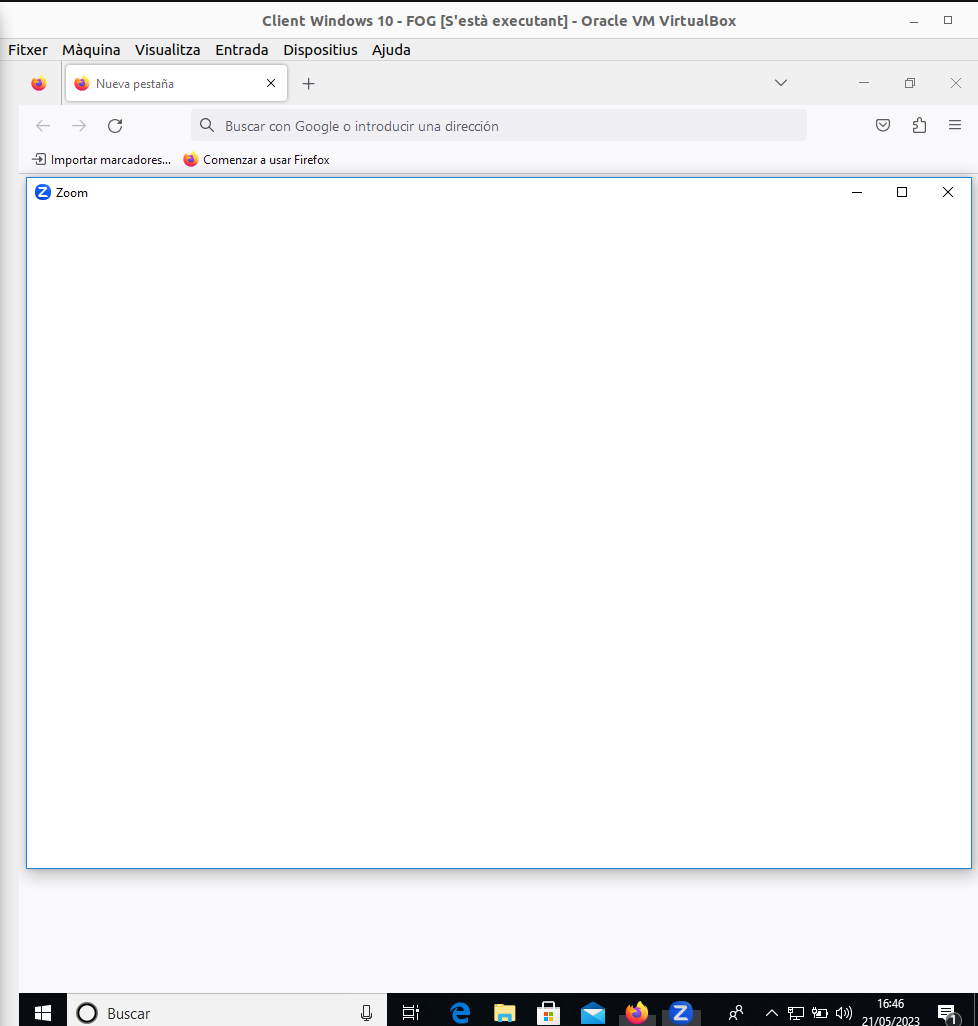 Client Windows 10 - FOG [S'està executant] - Oracle VM VirtualBox
Fitxer Màquina Visualitza Entrada Dispositius Ajuda
Nueva pestaña
Buscar con Google o introducir una dirección
Importar marcadores... Comenzar a usar Firefox
Zoom
Buscar
16:46
21/05/2023
1